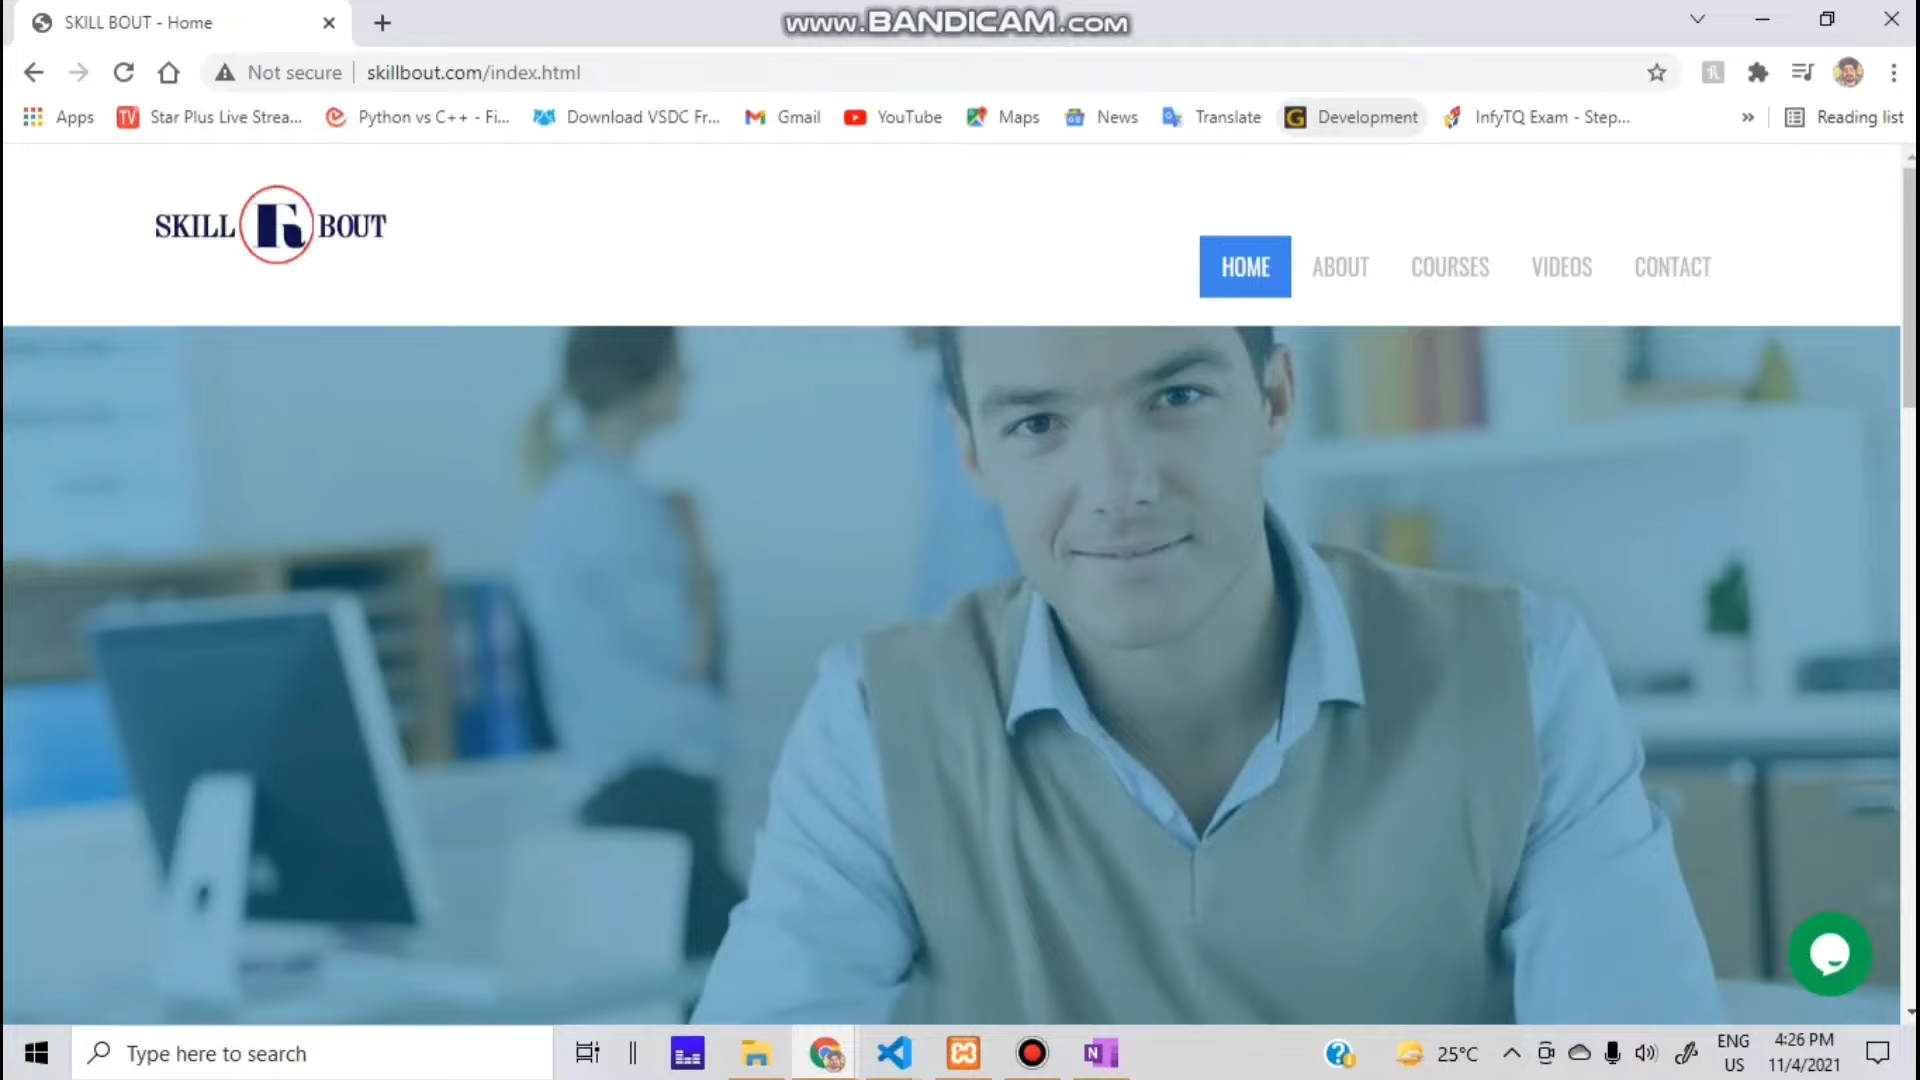 SKILL BOUT - Home
www.BANDICAM.com
Not secure
skillbout.com/index.html
Apps
Star Plus Live Strea...
Python vs C++ - Fi...
Download VSDC Fr...
Gmail
YouTube
Maps
News
Translate
Development
InfyTQ Exam - Step...
Reading list
SKILL BOUT
HOME
ABOUT
COURSES
VIDEOS
CONTACT
Type here to search
25°C
ENG
US
4:26 PM
11/4/2021